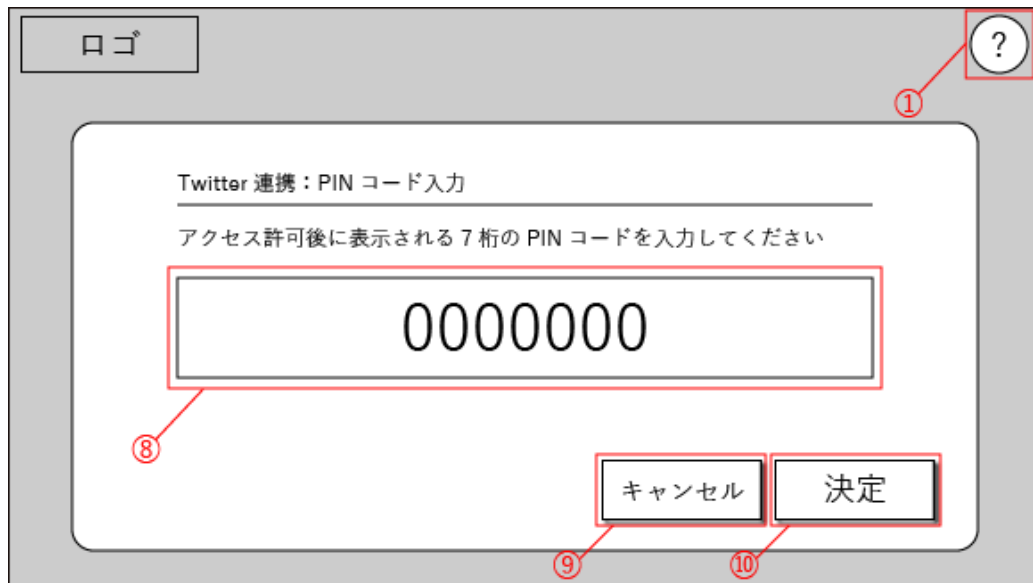 ロゴ
?
①
Twitter 連携：PIN コード入力
アクセス許可後に表示される 7 桁の PIN コードを入力してください
0000000
⑧
キャンセル
決定
⑨
⑩